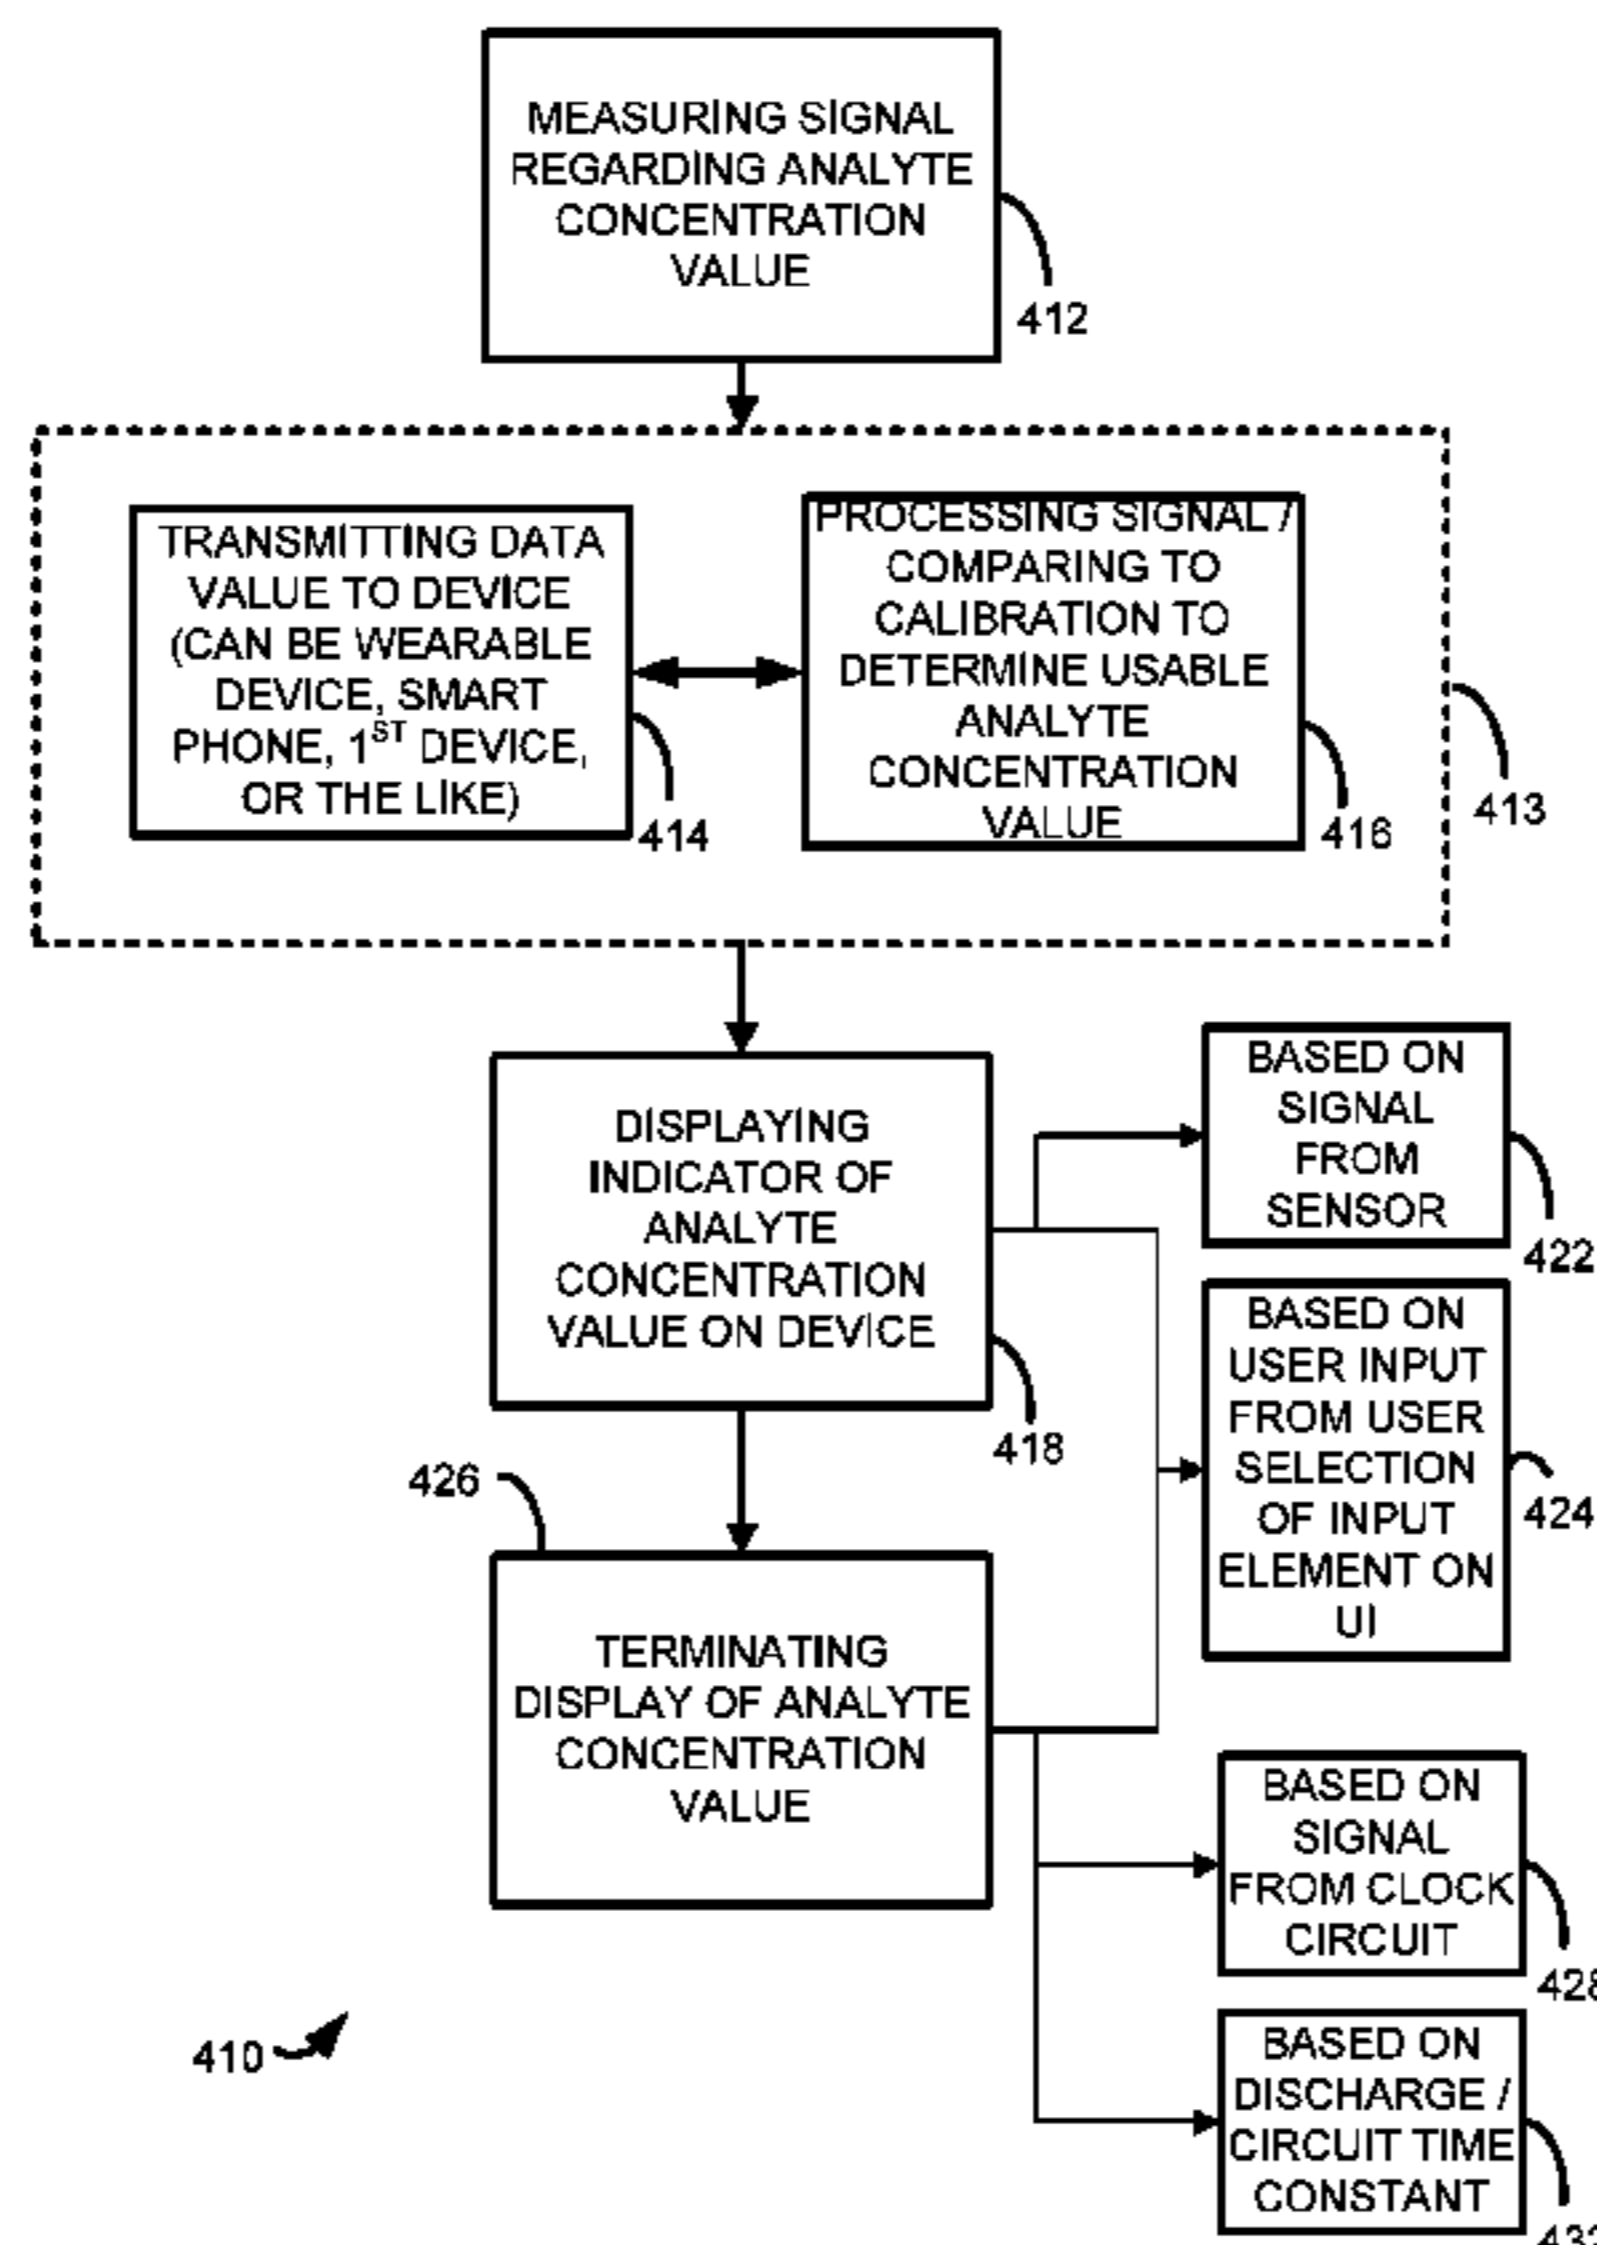 MEASURING SIGNAL
REGARDING ANALYTE
CONCENTRATION
VALUE
412
TRANSMITTING DATA
VALUE TO DEVICE
(CAN BE WEARABLE
DEVICE, SMART
PHONE, 1ST DEVICE,
OR THE LIKE)
414
PROCESSING SIGNAL /
COMPARING TO
CALIBRATION TO
DETERMINE USABLE
ANALYTE
CONCENTRATION
VALUE
416
413
DISPLAYING
INDICATOR OF
ANALYTE
CONCENTRATION
VALUE ON DEVICE
418
BASED ON
SIGNAL
FROM
SENSOR
422
BASED ON
USER INPUT
FROM USER
SELECTION
OF INPUT
ELEMENT ON
UI
424
426
TERMINATING
DISPLAY OF ANALYTE
CONCENTRATION
VALUE
BASED ON
SIGNAL
FROM CLOCK
CIRCUIT
428
410
BASED ON
DISCHARGE /
CIRCUIT TIME
CONSTANT